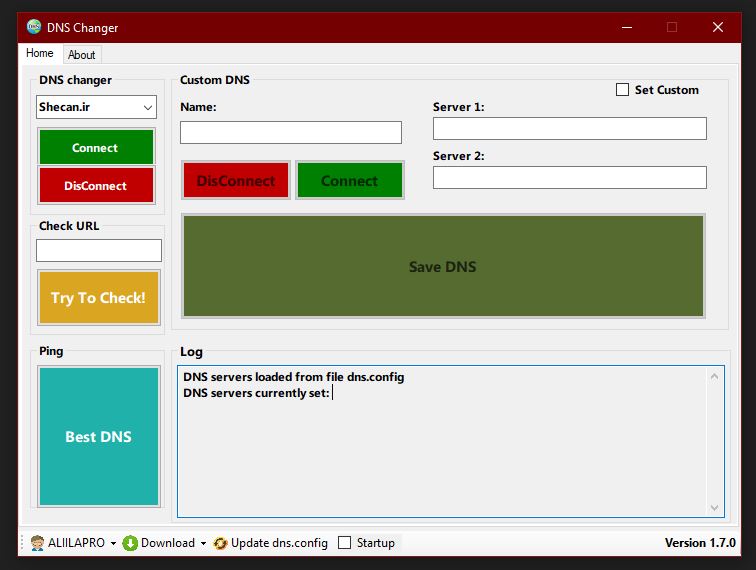 DNS DNS Changer
Home About
DNS changer
Shecan.ir
Connect
DisConnect
Check URL
Try To Check!
Ping
Best DNS
Custom DNS
Set Custom
Name:
Server 1:
Server 2:
DisConnect Connect
Save DNS
Log
DNS servers loaded from file dns.config
DNS servers currently set:
ALIILAPRO Download Update dns.config Startup Version 1.7.0